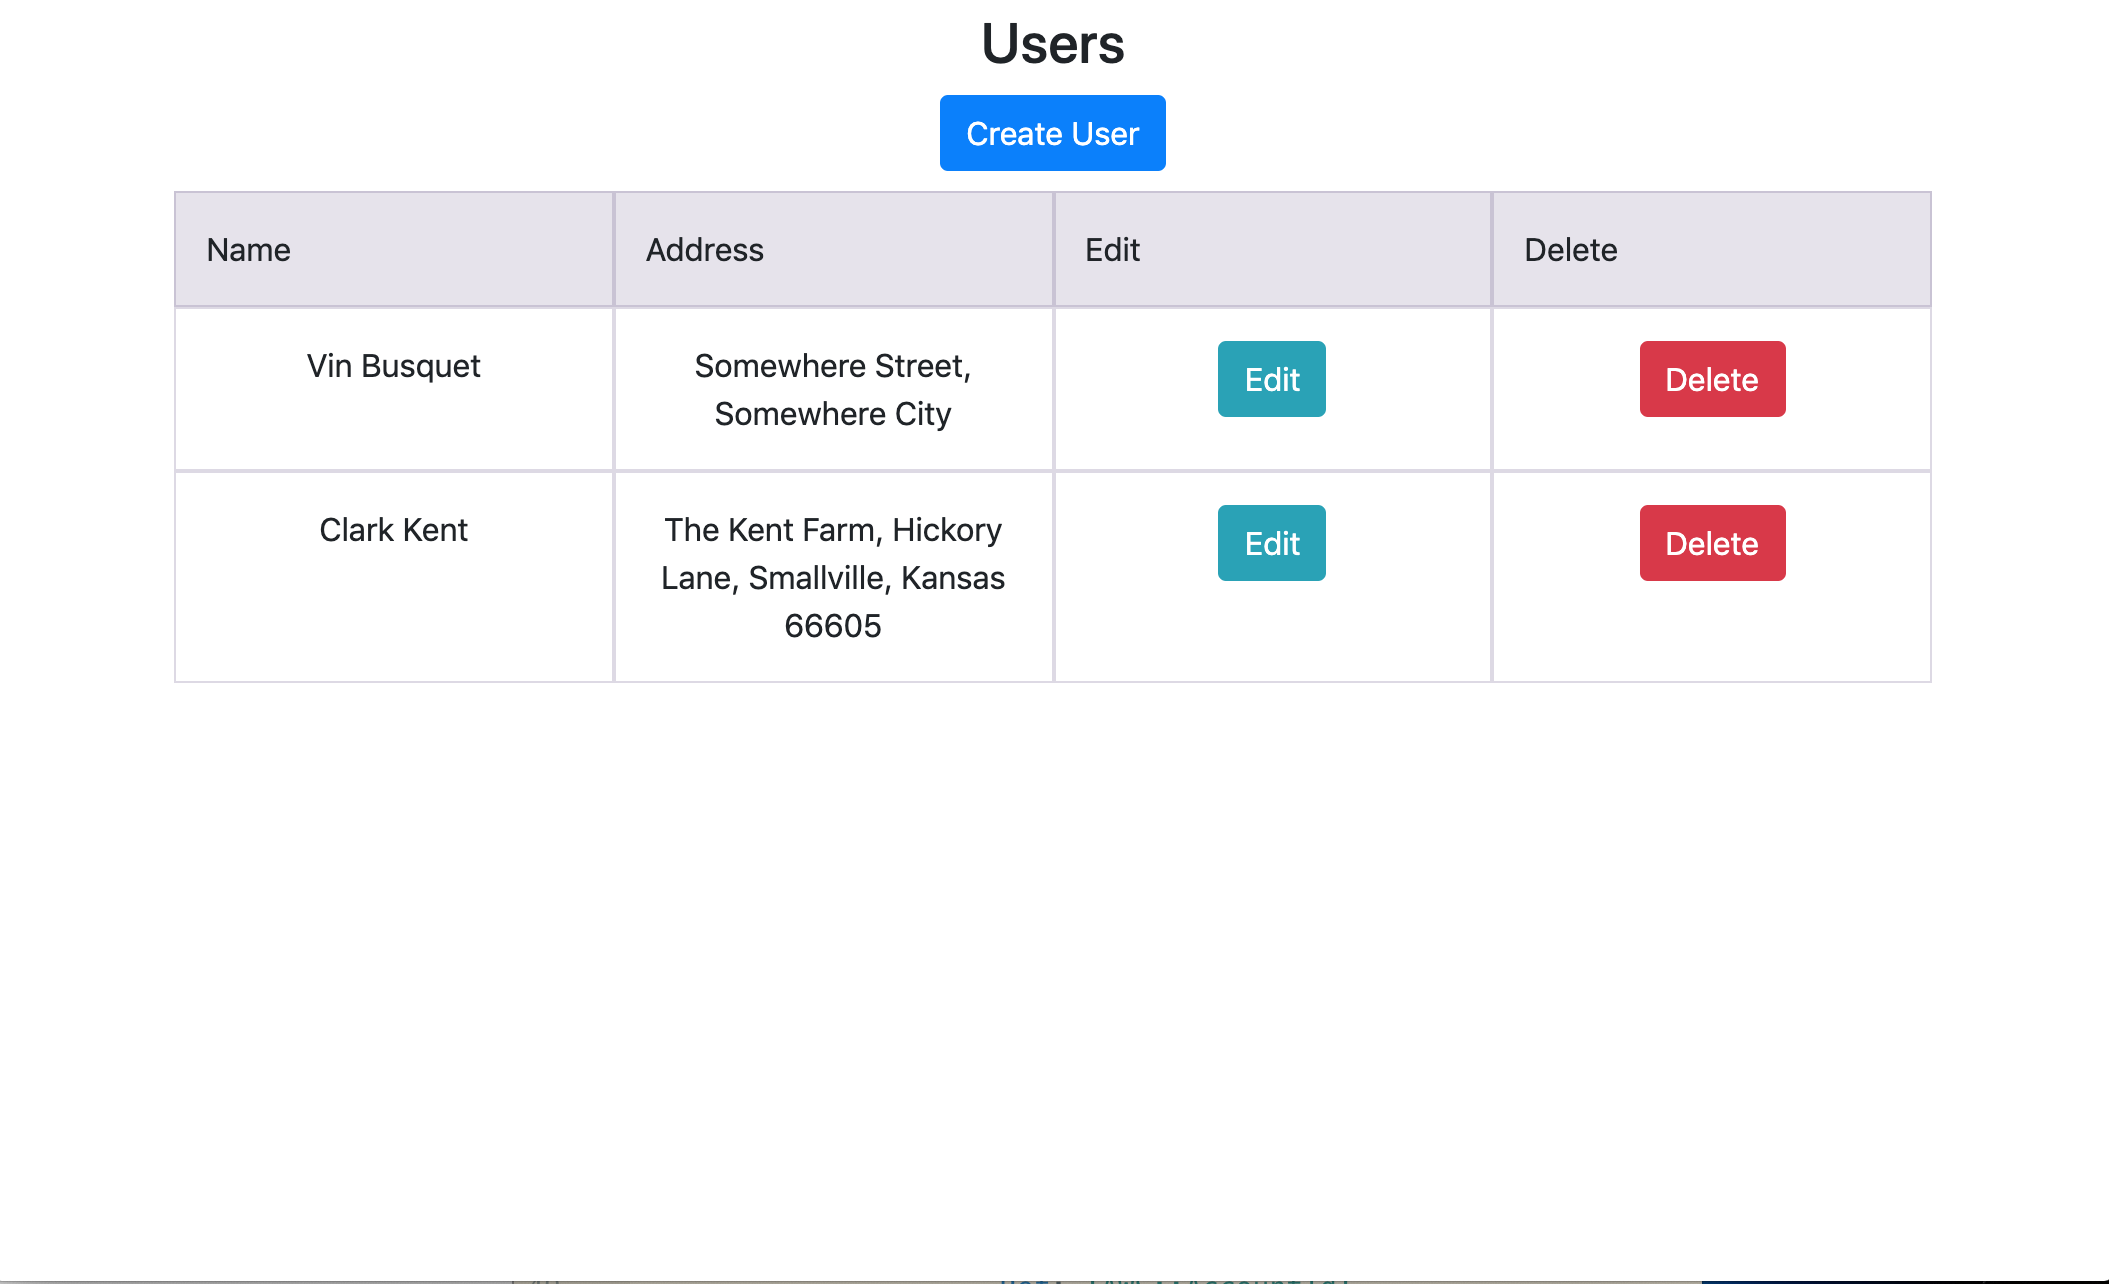 Users
Create User
Name Address Edit Delete
Vin Busquet Somewhere Street, Edit Delete
Somewhere City
Clark Kent The Kent Farm, Hickory Edit Delete
Lane, Smallville, Kansas
66605